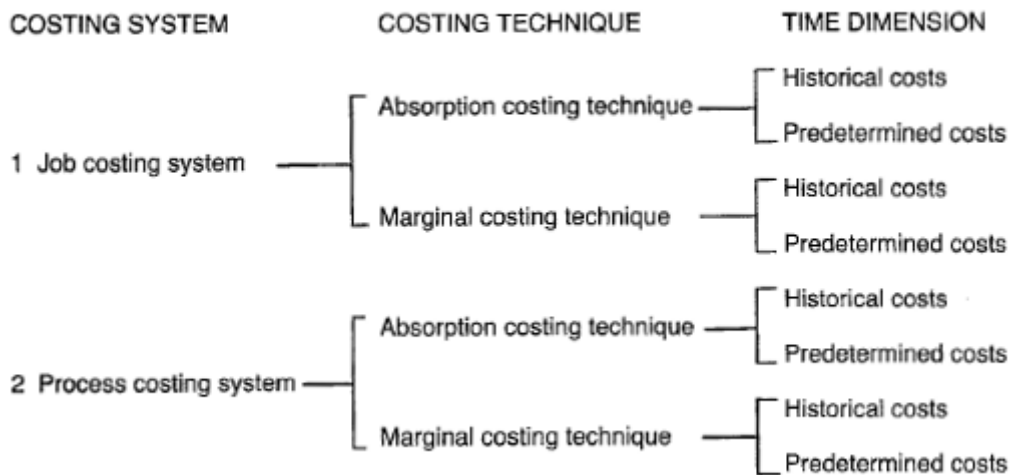 COSTING SYSTEM COSTING TECHNIQUE TIME DIMENSION
Historical costs
Absorption costing technique
Predetermined costs
1 Job costing system
Historical costs
Marginal costing technique
Predetermined costs
Historical costs
Absorption costing technique
Predetermined costs
2 Process costing system
Historical costs
Marginal costing technique
Predetermined costs